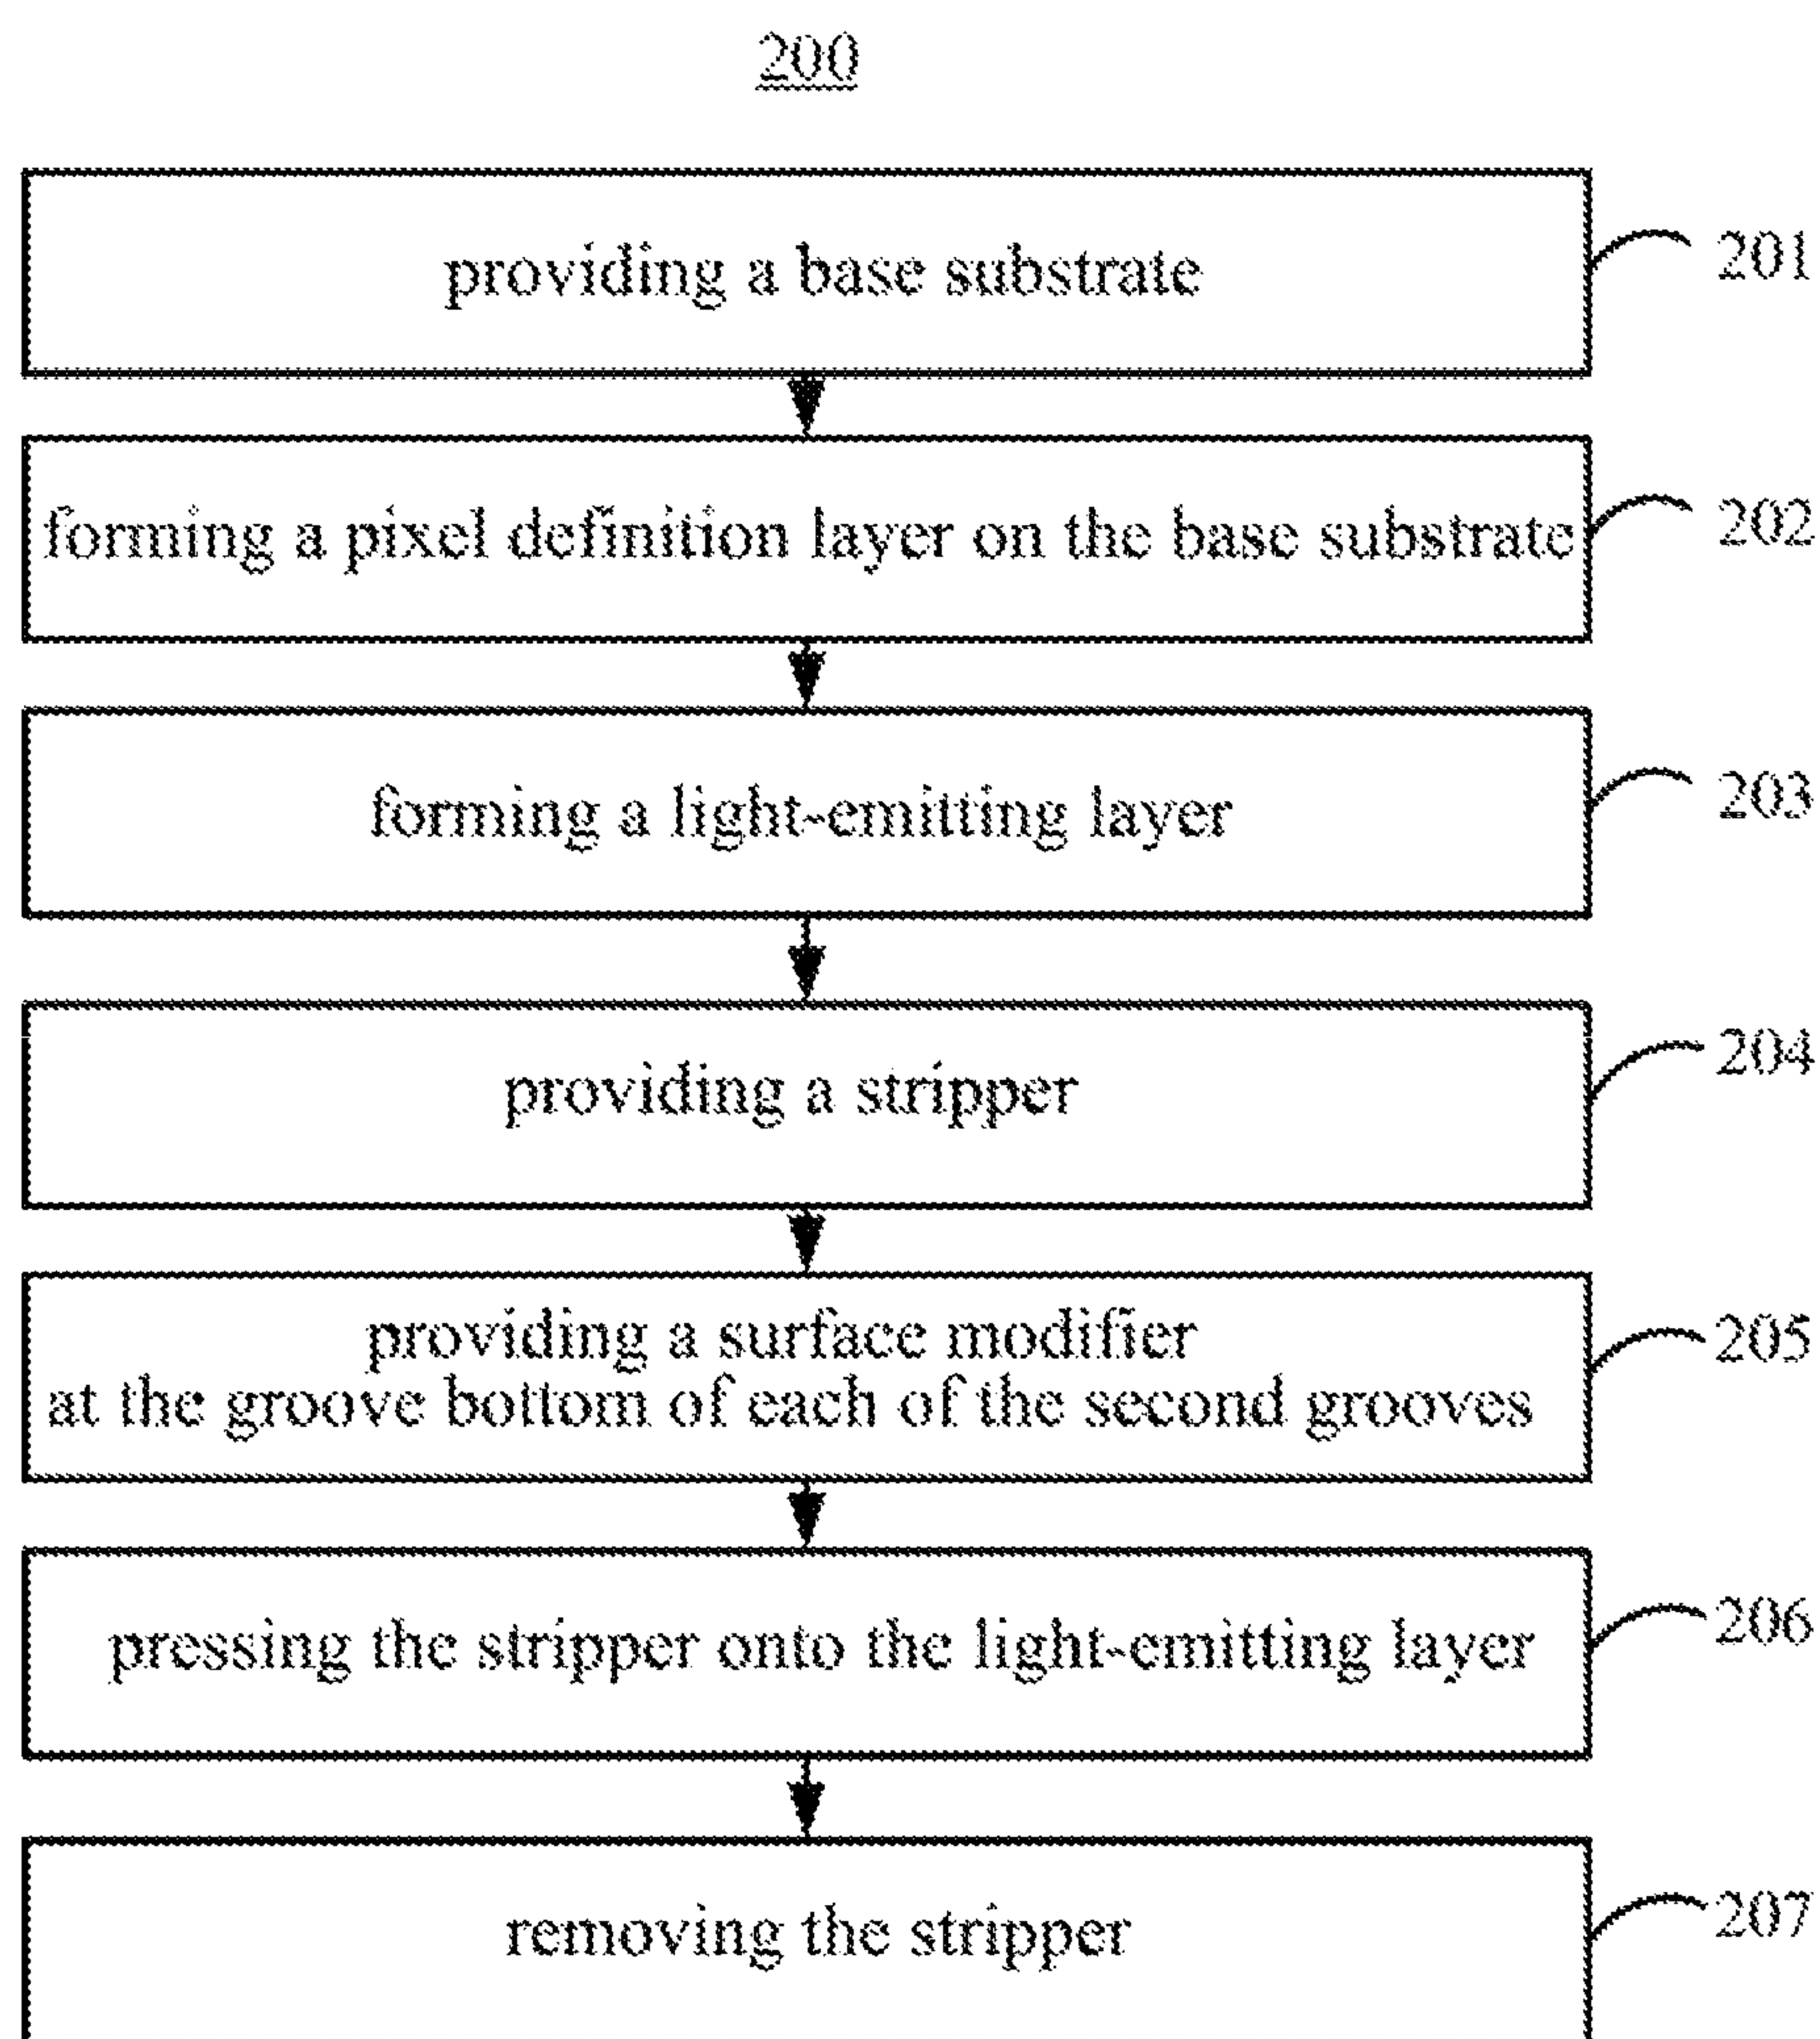 200
providing a base substrate
201
forming a pixel definition layer on the base substrate
202
forming a light-emitting layer
203
providing a stripper
204
providing a surface modifier
at the groove bottom of each of the second grooves
205
pressing the stripper onto the light-emitting layer
206
removing the stripper
207